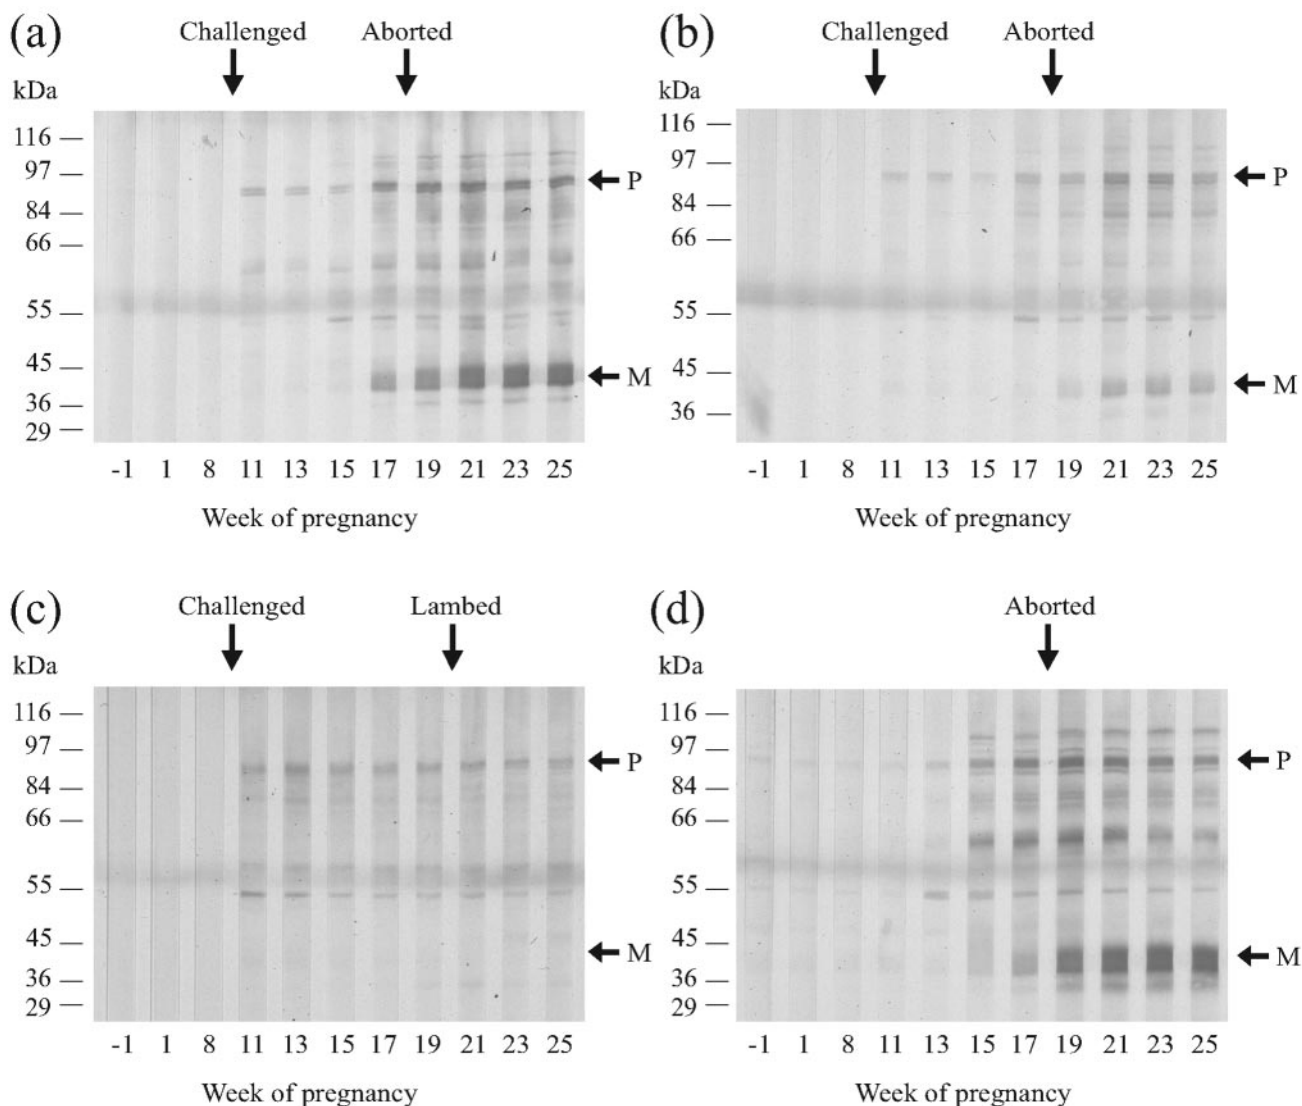 (a)
Challenged Aborted
kDa
116
97
84
66
55
45
36
29
P
M
-1 1 8 11 13 15 17 19 21 23 25
Week of pregnancy
(b)
Challenged Aborted
kDa
116
97
84
66
55
45
36
P
M
-1 1 8 11 13 15 17 19 21 23 25
Week of pregnancy
(c)
Challenged Lambed
kDa
116
97
84
66
55
45
36
29
P
M
-1 1 8 11 13 15 17 19 21 23 25
Week of pregnancy
(d)
Aborted
kDa
116
97
84
66
55
45
36
29
P
M
-1 1 8 11 13 15 17 19 21 23 25
Week of pregnancy